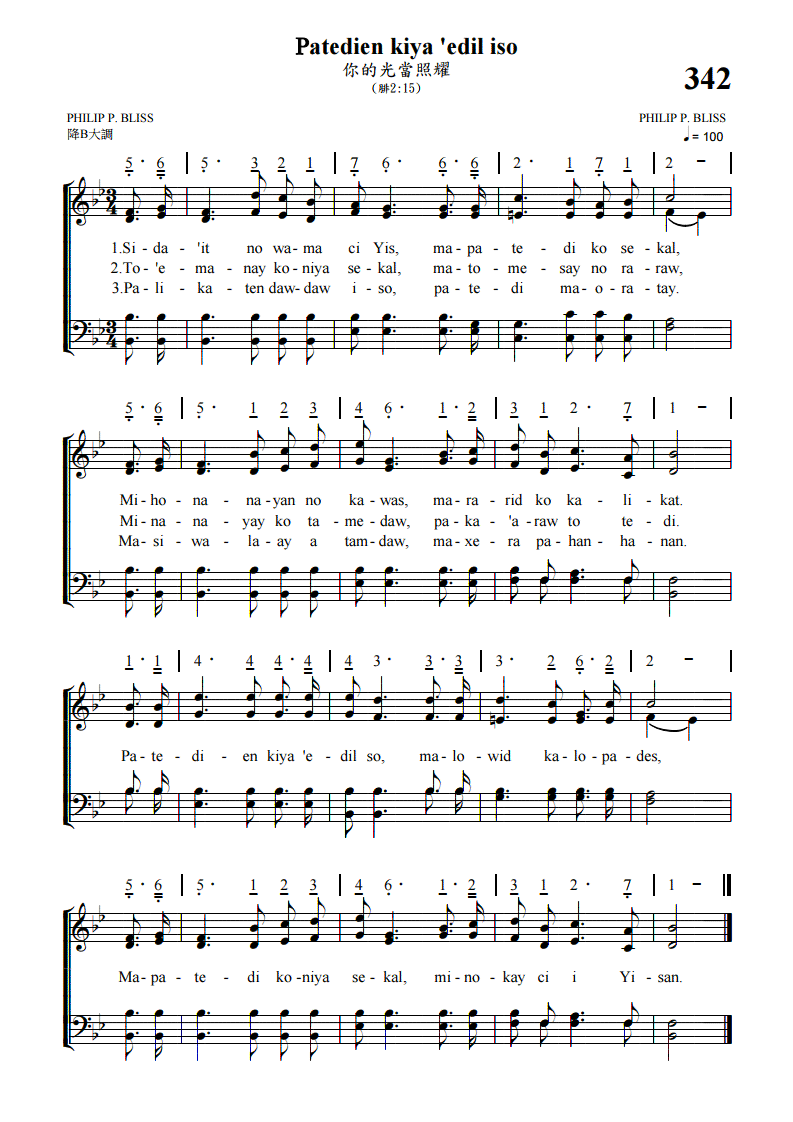 Patedien kiya 'edil iso
你的光當照耀
(腓2:15)
342
PHILIP P. BLISS PHILIP P. BLISS
降B大調 ♩= 100
5· 6 | 5· 3 2 1 | 7 6· 6·6 | 2· 1 7 1 | 2 –
1.Si-da-'it no wa-ma ci Yis, ma-pa-te-di ko se-kal,
2.To-'e-ma-nay ko-niya se-kal, ma-to-me-say no ra-raw,
3.Pa-li-ka-ten daw-daw i-so, pa-te-di ma-o-ra-tay.
5· 6 | 5· 1 2 3 | 4 6· 1·2 | 3 1 2· 7 | 1 –
Mi-ho-na-na-yan no ka-was, ma-ra-rid ko ka-li-kat.
Mi-na-na-yay ko ta-me-daw, pa-ka-'a-raw to te-di.
Ma-si-wa-la-ay a tam-daw, ma-xe-ra pa-han-ha-nan.
1· 1 | 4· 4 4·4 | 4 3· 3·3 | 3· 2 6·2 | 2 –
Pa-te-di-en kiya 'e-dil so, ma-lo-wid ka-lo-pa-des,
5· 6 | 5· 1 2 3 | 4 6· 1·2 | 3 1 2· 7 | 1 –
Ma-pa-te-di ko-niya se-kal, mi-no-kay ci i Yi-san.